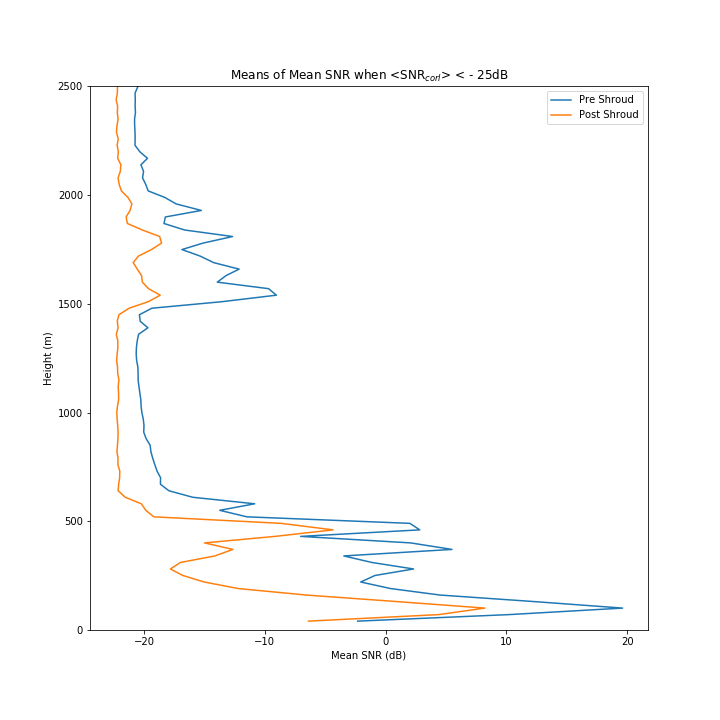 Means of Mean SNR when <SNR_corl> < - 25dB
Pre Shroud
Post Shroud
2500
2000
1500
1000
500
0
Height (m)
−20
−10
0
10
20
Mean SNR (dB)